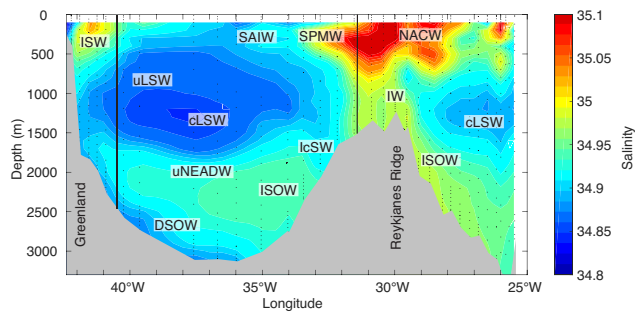 0
500
1000
1500
2000
2500
3000
Depth (m)
ISW
SAIW
SPMW
NACW
uLSW
IW
cLSW
cLSW
lcSW
uNEADW
ISOW
ISOW
DSOW
Greenland
Reykjanes Ridge
40°W
35°W
30°W
25°W
Longitude
35.1
35.05
35
34.95
34.9
34.85
34.8
Salinity